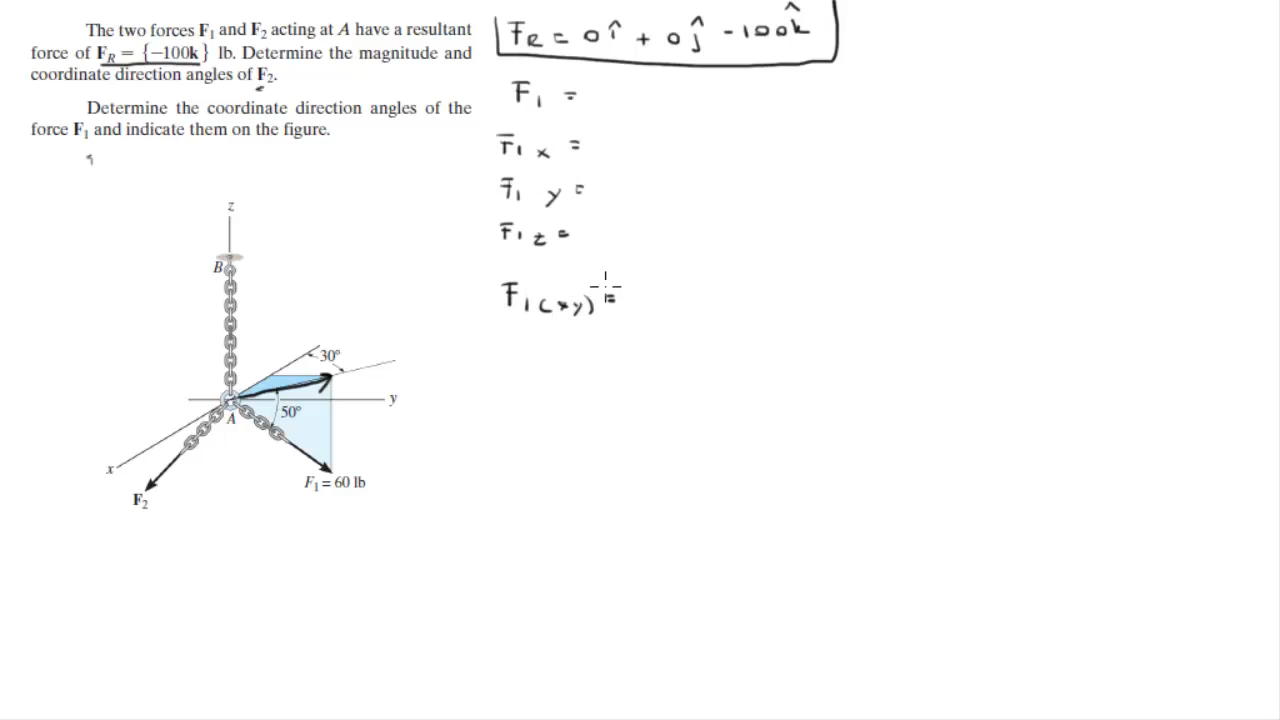 The two forces F₁ and F₂ acting at A have a resultant
force of F_R = {−100k} lb. Determine the magnitude and
coordinate direction angles of F₂.
Determine the coordinate direction angles of the
force F₁ and indicate them on the figure.
F_R = 0î + 0ĵ - 100k̂
F₁ =
F₁ x =
F₁ y =
F₁ z =
F₁(xy) =
z
B
30°
y
50°
A
x
F₁ = 60 lb
F₂